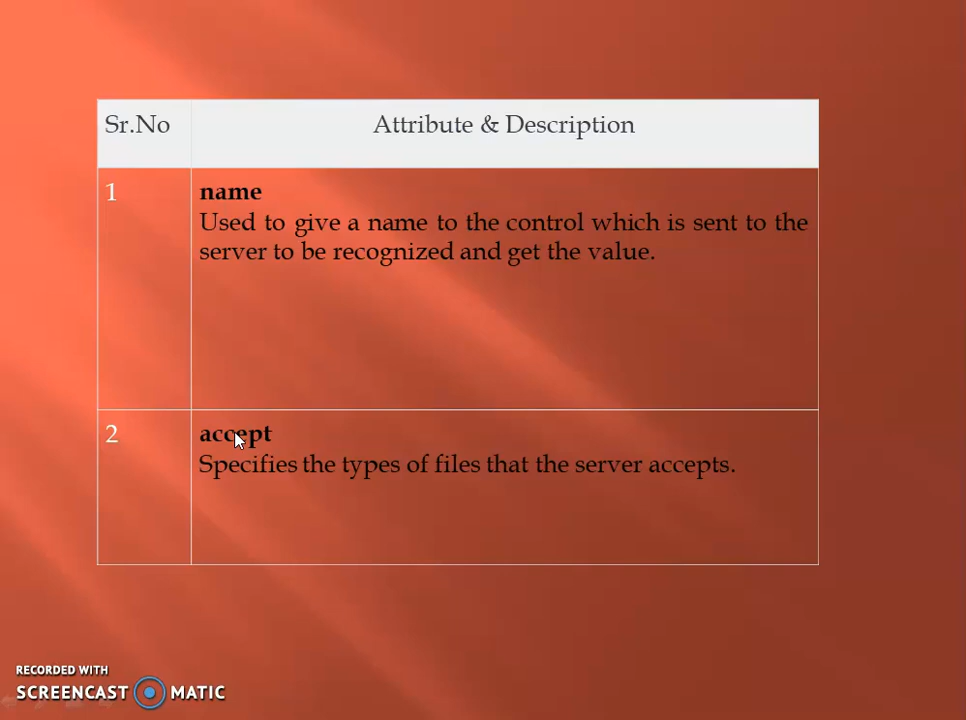 Sr.No Attribute & Description
1 name
Used to give a name to the control which is sent to the
server to be recognized and get the value.
2 accept
Specifies the types of files that the server accepts.
RECORDED WITH
SCREENCAST MATIC